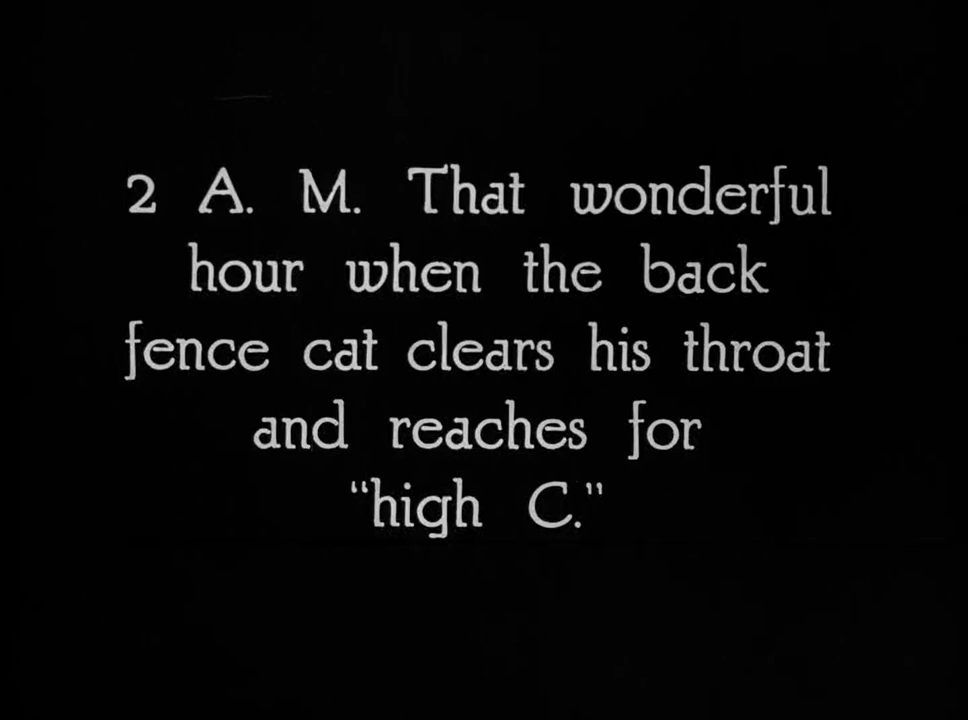 2 A. M. That wonderful
hour when the back
fence cat clears his throat
and reaches for
"high C."